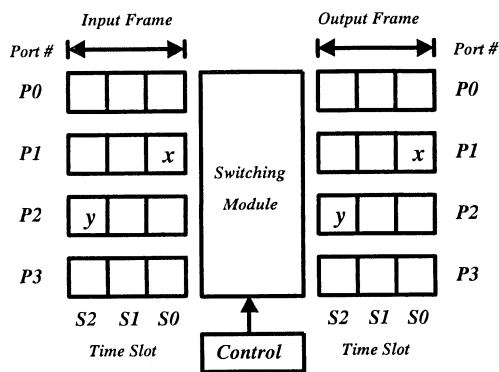 Input Frame
Output Frame
Port #
Port #
P0
P0
P1
x
x
P1
Switching
Module
P2
y
y
P2
P3
P3
S2 S1 S0
S2 S1 S0
Time Slot
Control
Time Slot